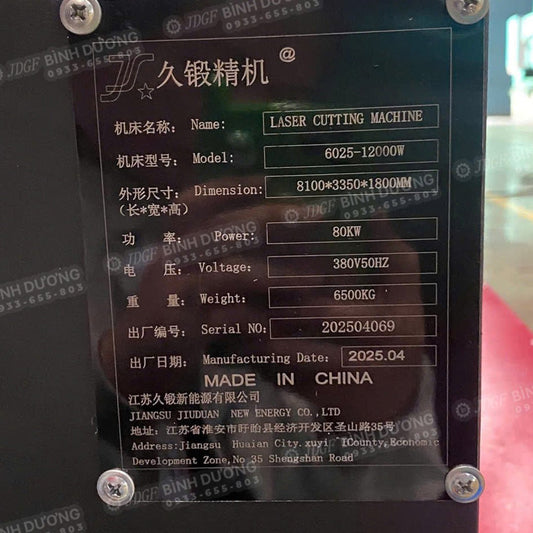 久锻精机 @
机床名称: Name: LASER CUTTING MACHINE
机床型号: Model: 6025-12000W
外形尺寸: Dimension: 8100*3350*1800MM
(长*宽*高)
功 率: Power: 80KW
电 压: Voltage: 380V50HZ
重 量: Weight: 6500KG
出厂编号: Serial NO: 202504069
出厂日期: Manufacturing Date: 2025.04
MADE IN CHINA
江苏久锻新能源有限公司
JIANGSU JIUDUAN NEW ENERGY CO.,LTD
地址: 江苏省淮安市盱眙县经济开发区圣山路35号
Address:Jiangsu Huaian City.xuyi County, Economic
Development Zone,No 35 Shengshan Road
JDGF BÌNH DƯƠNG
0933-655-803